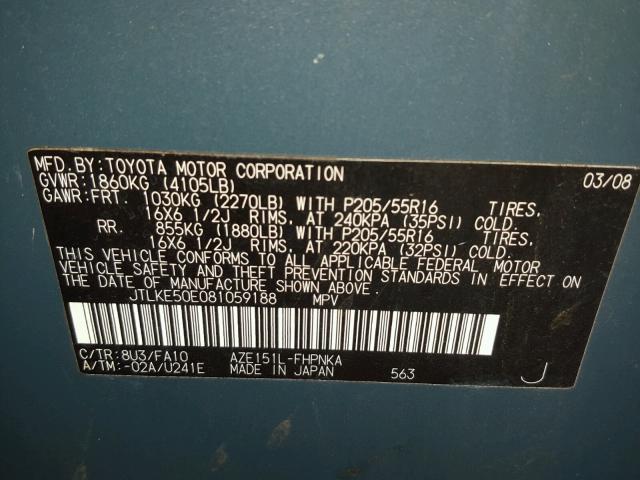 MFD.BY:TOYOTA MOTOR CORPORATION 03/08
GVWR:1860KG (4105LB)
GAWR:FRT. 1030KG (2270LB) WITH P205/55R16 TIRES,
16X6 1/2J RIMS, AT 240KPA (35PSI) COLD.
RR. 855KG (1880LB) WITH P205/55R16 TIRES,
16X6 1/2J RIMS, AT 220KPA (32PSI) COLD.
THIS VEHICLE CONFORMS TO ALL APPLICABLE FEDERAL MOTOR
VEHICLE SAFETY AND THEFT PREVENTION STANDARDS IN EFFECT ON
THE DATE OF MANUFACTURE SHOWN ABOVE.
JTLKE50E081059188 MPV
C/TR:8U3/FA10 AZE151L-FHPNKA
A/TM:-02A/U241E MADE IN JAPAN 563 J